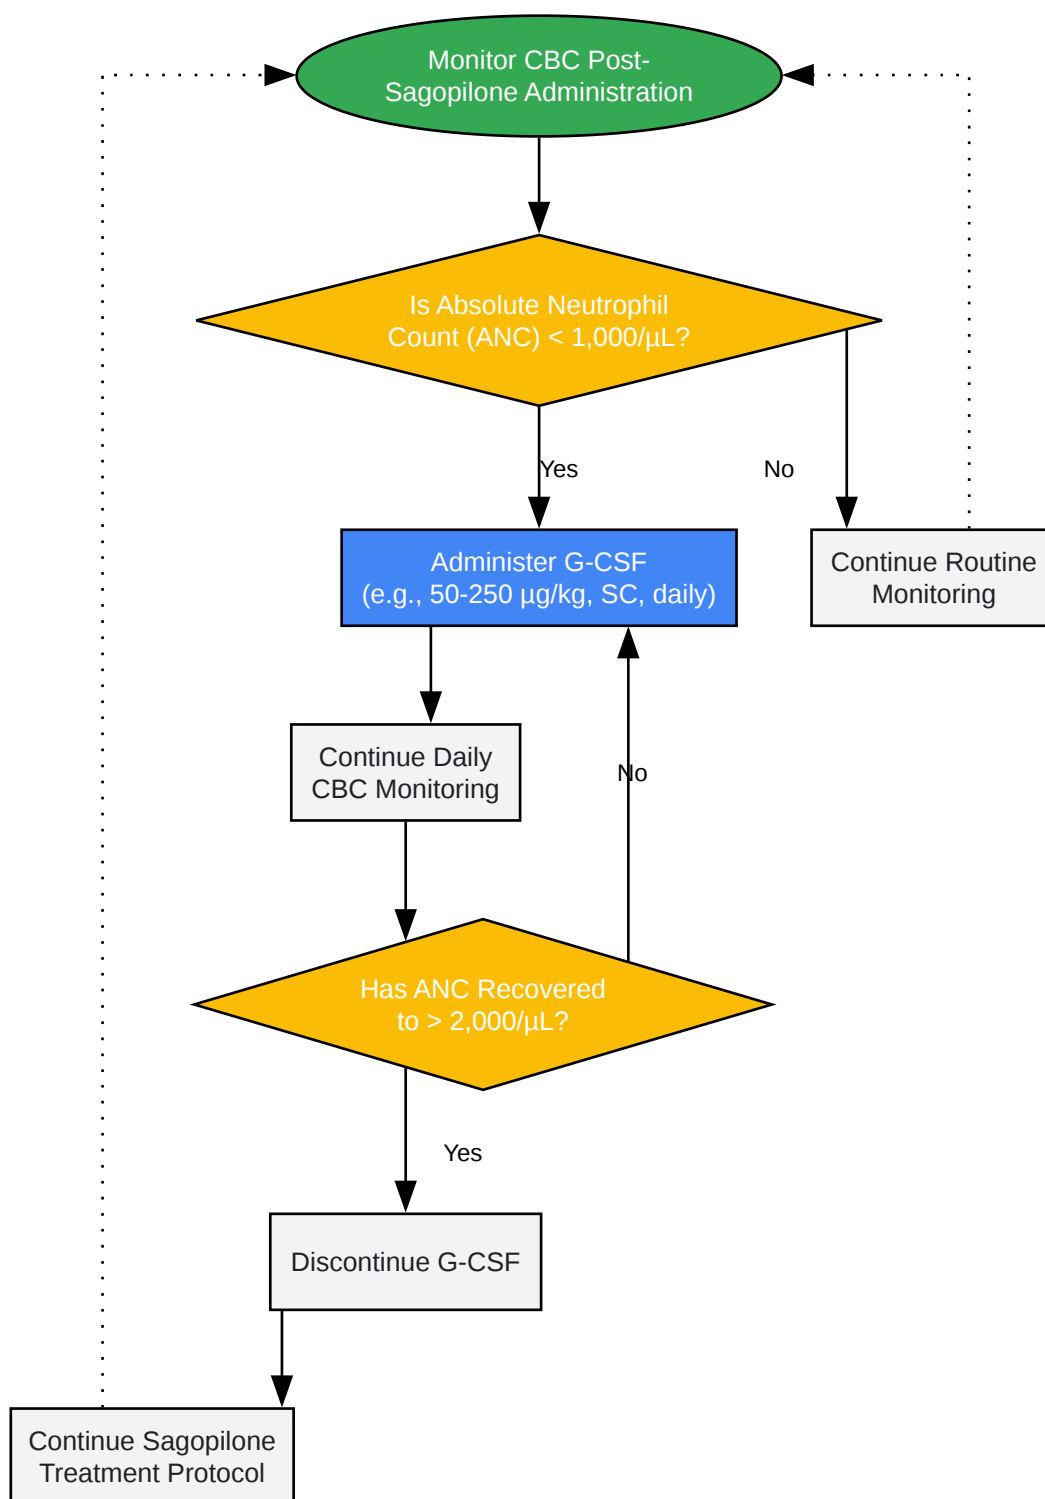 Monitor CBC Post-
Sagopilone Administration
Is Absolute Neutrophil
Count (ANC) < 1,000/µL?
Yes
No
Administer G-CSF
(e.g., 50-250 µg/kg, SC, daily)
Continue Routine
Monitoring
Continue Daily
CBC Monitoring
No
Has ANC Recovered
to > 2,000/µL?
Yes
Discontinue G-CSF
Continue Sagopilone
Treatment Protocol